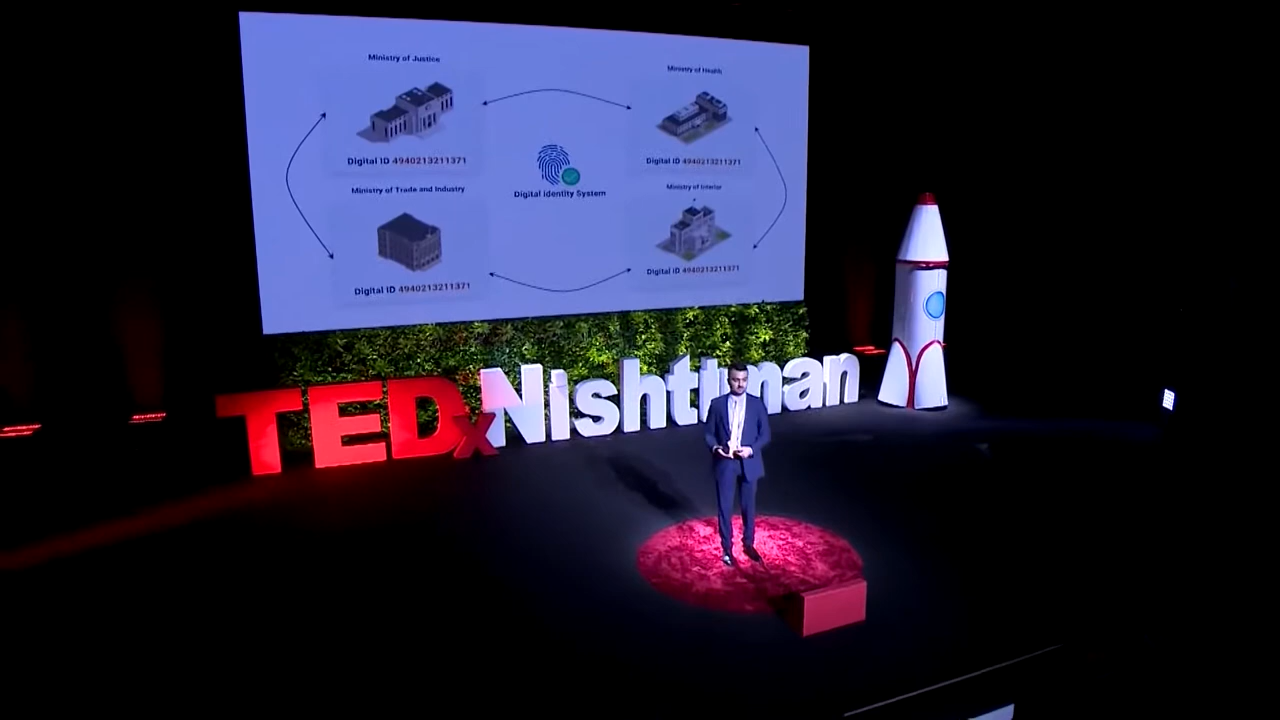 Ministry of Justice
Ministry of Health
Digital ID 4940213211371
Digital ID 4940213211371
Digital Identity System
Ministry of Trade and Industry
Ministry of Interior
Digital ID 4940213211371
Digital ID 4940213211371
TEDxNishtiman